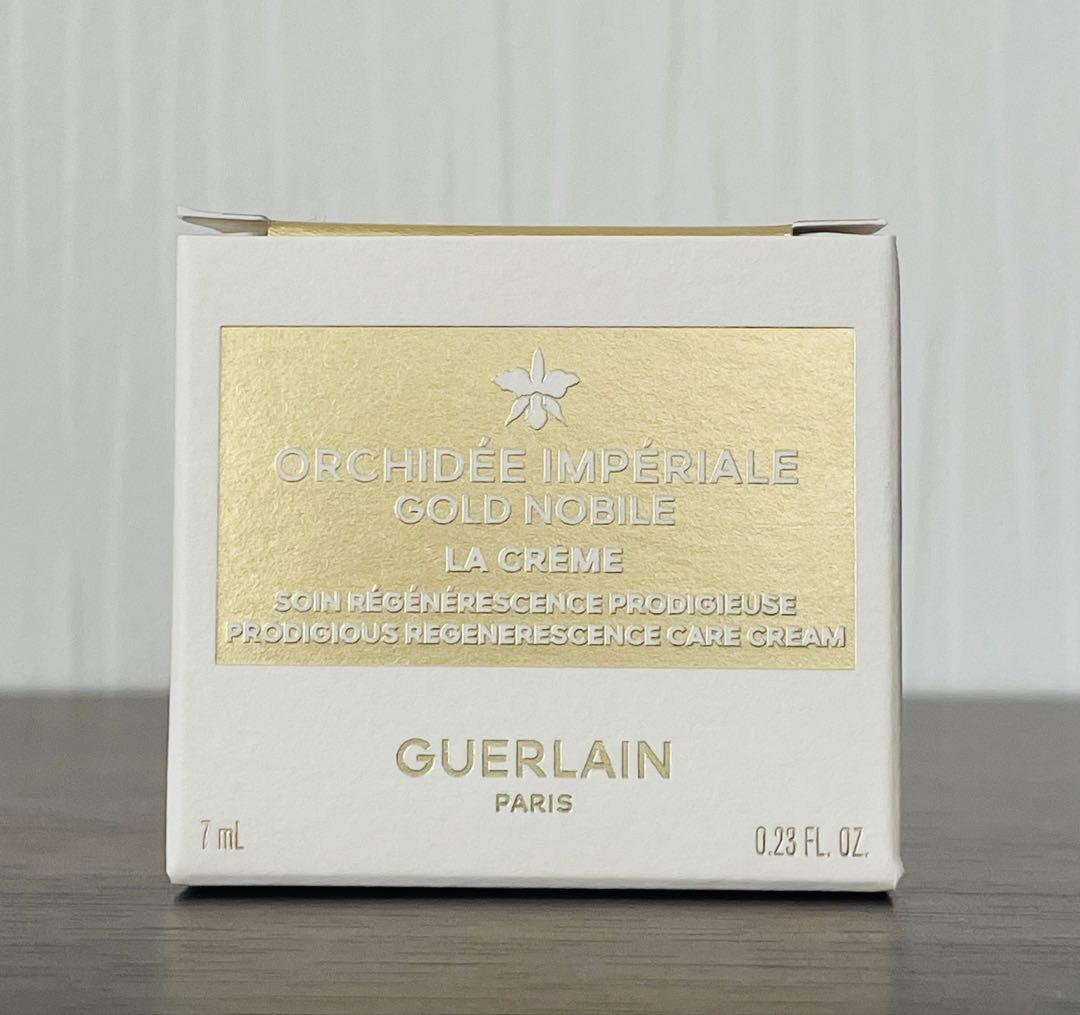 ORCHIDÉE IMPÉRIALE
GOLD NOBILE
LA CRÈME
SOIN RÉGÉNÉRESCENCE PRODIGIEUSE
PRODIGIOUS REGENERESCENCE CARE CREAM
GUERLAIN
PARIS
7 mL
0.23 FL. OZ.